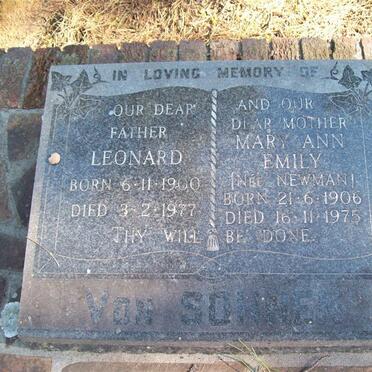 IN LOVING MEMORY OF
OUR DEAR
FATHER
LEONARD
BORN 6-11-1900
DIED 3-2-1977
THY WILL
AND OUR
DEAR MOTHER
MARY ANN
EMILY
(NEE NEWMAN)
BORN 21-6-1906
DIED 16-11-1975
BE DONE.
VON